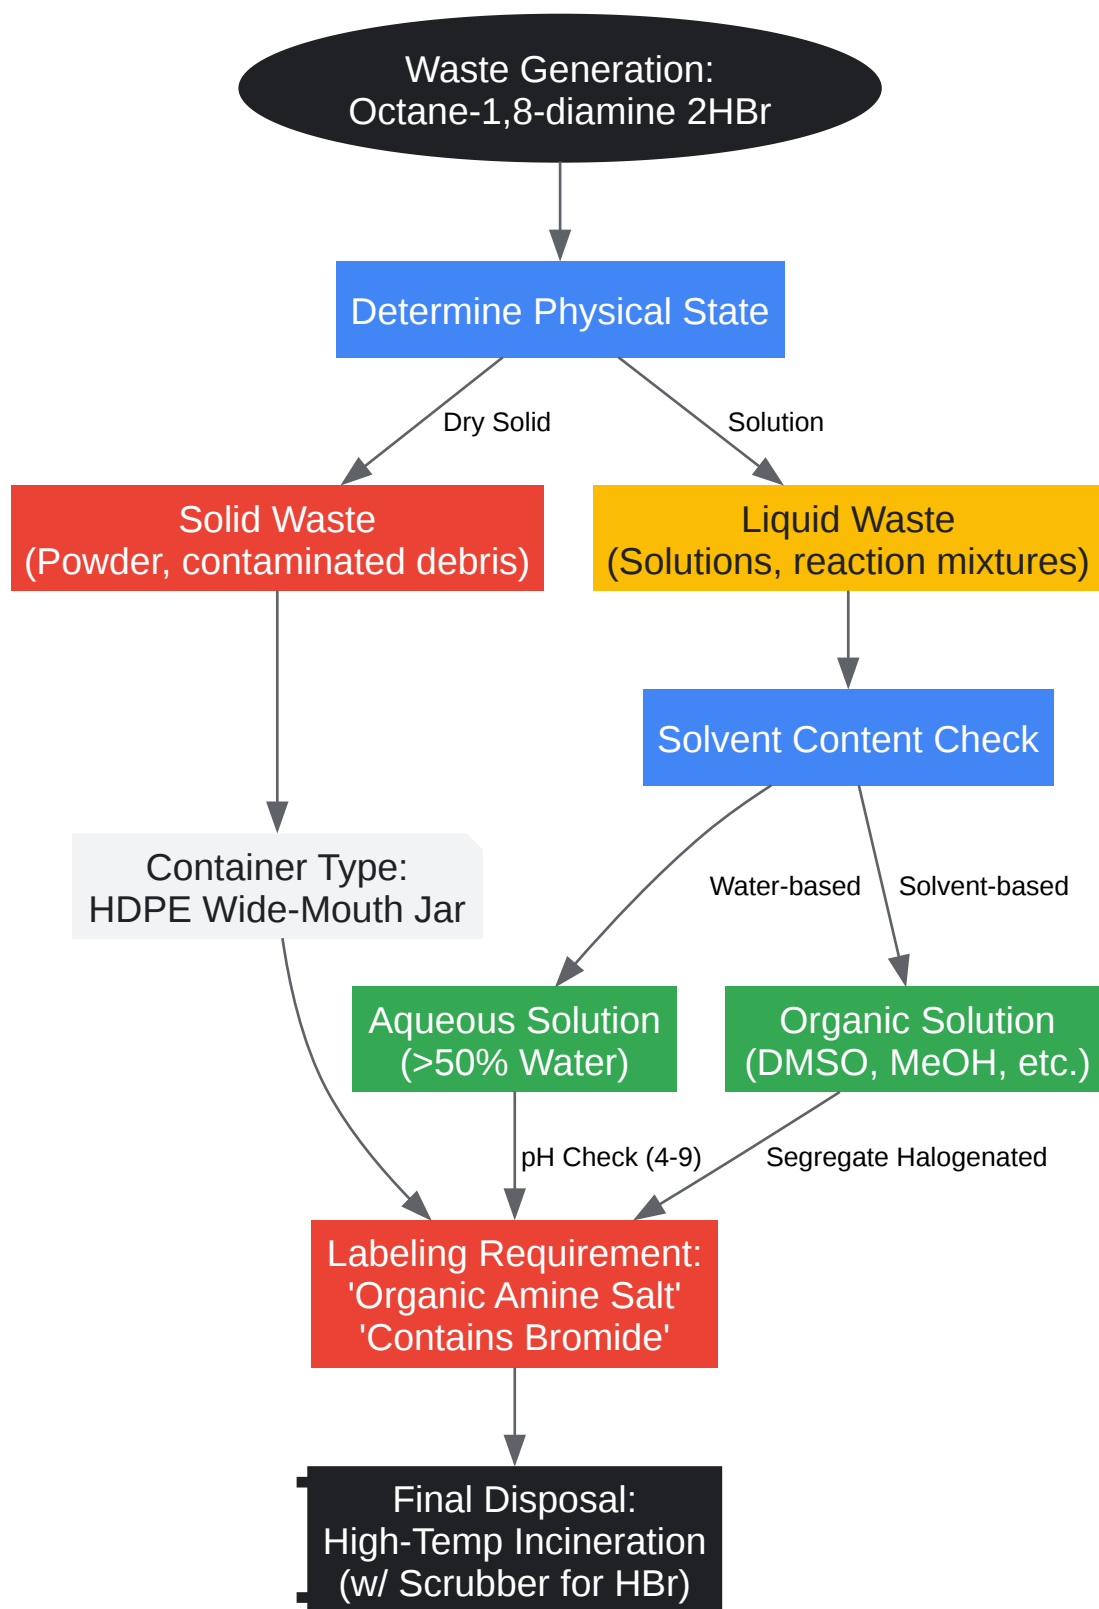 Waste Generation:
Octane-1,8-diamine 2HBr
Determine Physical State
Dry Solid
Solution
Solid Waste
(Powder, contaminated debris)
Liquid Waste
(Solutions, reaction mixtures)
Solvent Content Check
Container Type:
HDPE Wide-Mouth Jar
Water-based
Solvent-based
Aqueous Solution
(>50% Water)
Organic Solution
(DMSO, MeOH, etc.)
pH Check (4-9)
Segregate Halogenated
Labeling Requirement:
'Organic Amine Salt'
'Contains Bromide'
Final Disposal:
High-Temp Incineration
(w/ Scrubber for HBr)